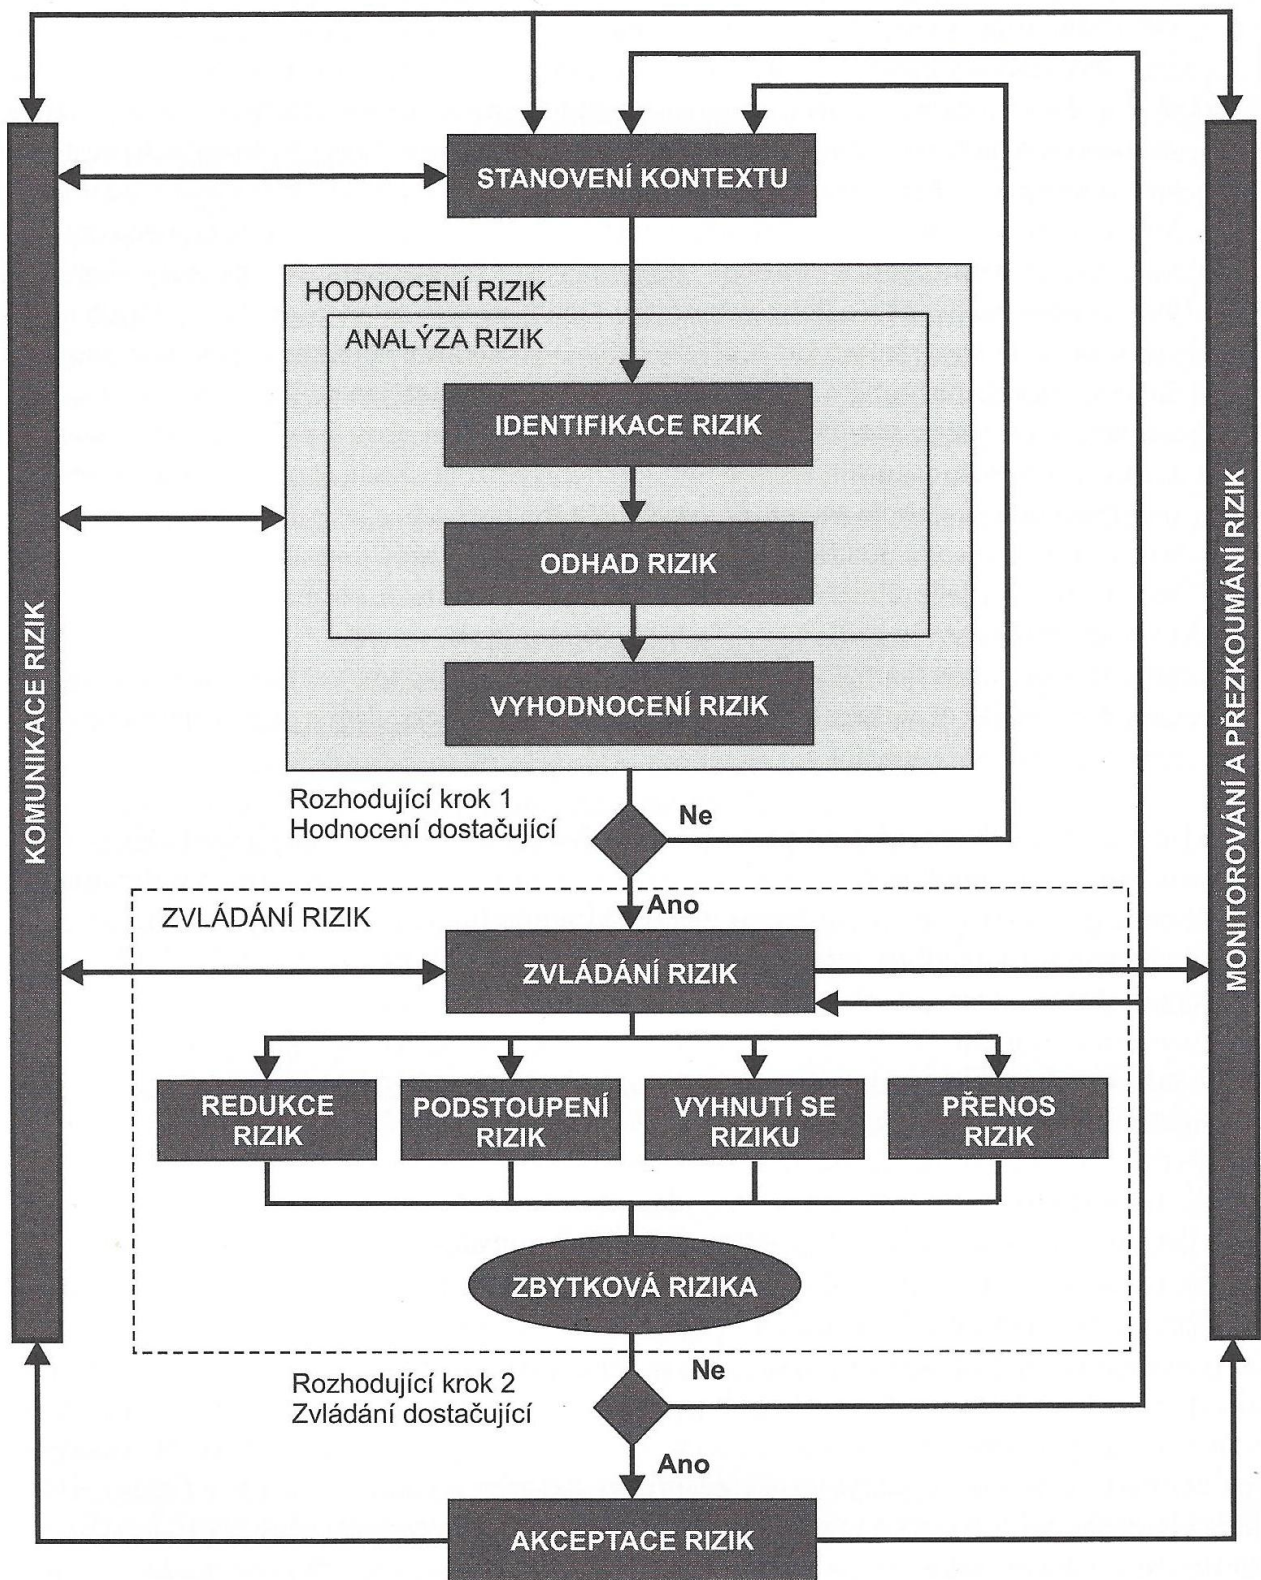 STANOVENÍ KONTEXTU
HODNOCENÍ RIZIK
ANALÝZA RIZIK
IDENTIFIKACE RIZIK
ODHAD RIZIK
VYHODNOCENÍ RIZIK
KOMUNIKACE RIZIK
MONITOROVÁNÍ A PŘEZKOUMÁNÍ RIZIK
Rozhodující krok 1
Hodnocení dostačující
Ne
Ano
ZVLÁDÁNÍ RIZIK
ZVLÁDÁNÍ RIZIK
REDUKCE
RIZIK
PODSTOUPENÍ
RIZIK
VYHNUTÍ SE
RIZIKU
PŘENOS
RIZIK
ZBYTKOVÁ RIZIKA
Rozhodující krok 2
Zvládání dostačující
Ne
Ano
AKCEPTACE RIZIK